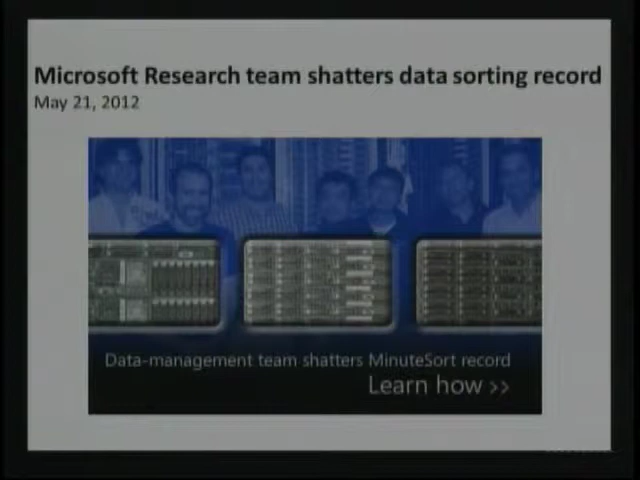 Microsoft Research team shatters data sorting record
May 21, 2012
Data-management team shatters MinuteSort record
Learn how >>